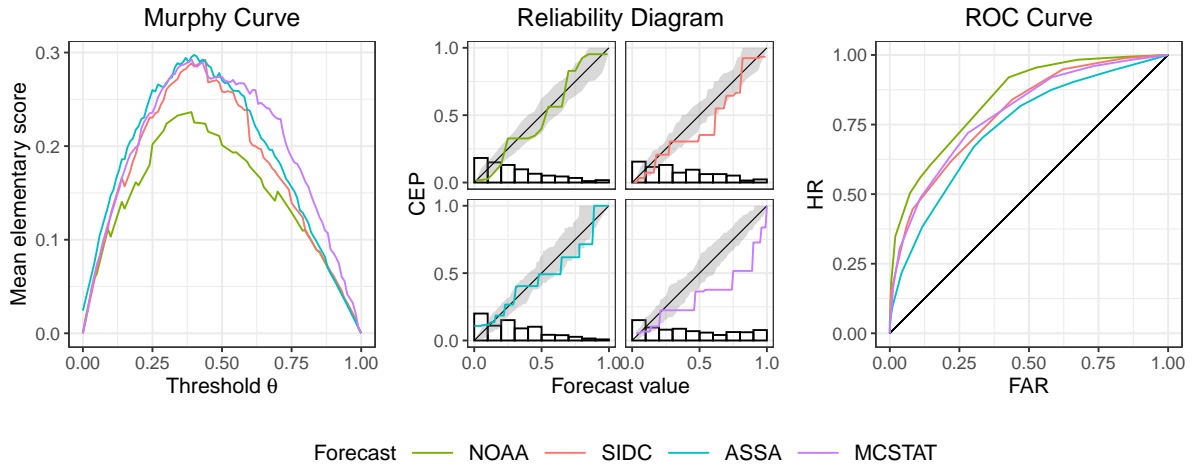 Murphy Curve
Reliability Diagram
ROC Curve
Mean elementary score
0.3
0.2
0.1
0.0
0.00 0.25 0.50 0.75 1.00
Threshold θ
CEP
1.0
0.5
0.0
1.0
0.5
0.0
0.0 0.5 1.0 0.0 0.5 1.0
Forecast value
HR
1.00
0.75
0.50
0.25
0.00
0.00 0.25 0.50 0.75 1.00
FAR
Forecast NOAA SIDC ASSA MCSTAT